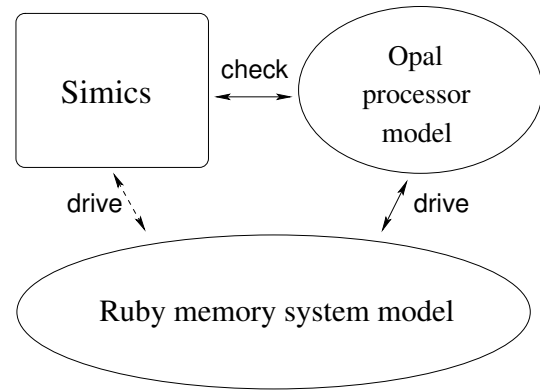 Simics
check
Opal
processor
model
drive
drive
Ruby memory system model